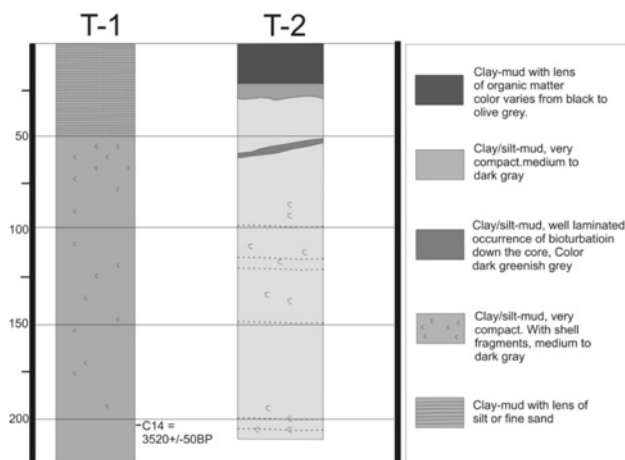 T-1
T-2
50
100
150
200
C14 =
3520+/-50BP
Clay-mud with lens
of organic matter
color varies from black to
olive grey.
Clay/silt-mud, very
compact.medium to
dark gray
Clay/silt-mud, well laminated
occurrence of bioturbatioin
down the core, Color
dark greenish grey
Clay/silt-mud, very
compact. With shell
fragments, medium to
dark gray
Clay-mud with lens of
silt or fine sand